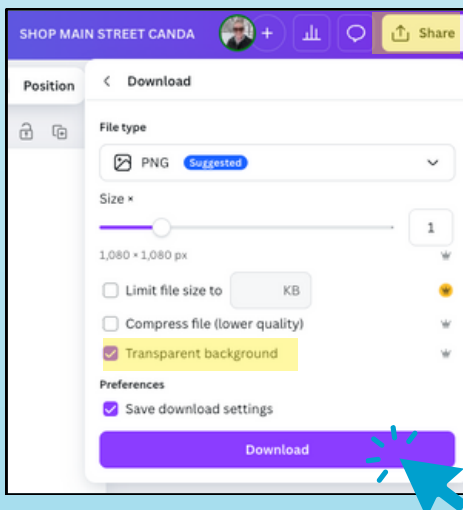 SHOP MAIN STREET CANDA
+
Share
Position
< Download
File type
PNG Suggested
Size ×
1
1,080 × 1,080 px
Limit file size to KB
Compress file (lower quality)
Transparent background
Preferences
Save download settings
Download